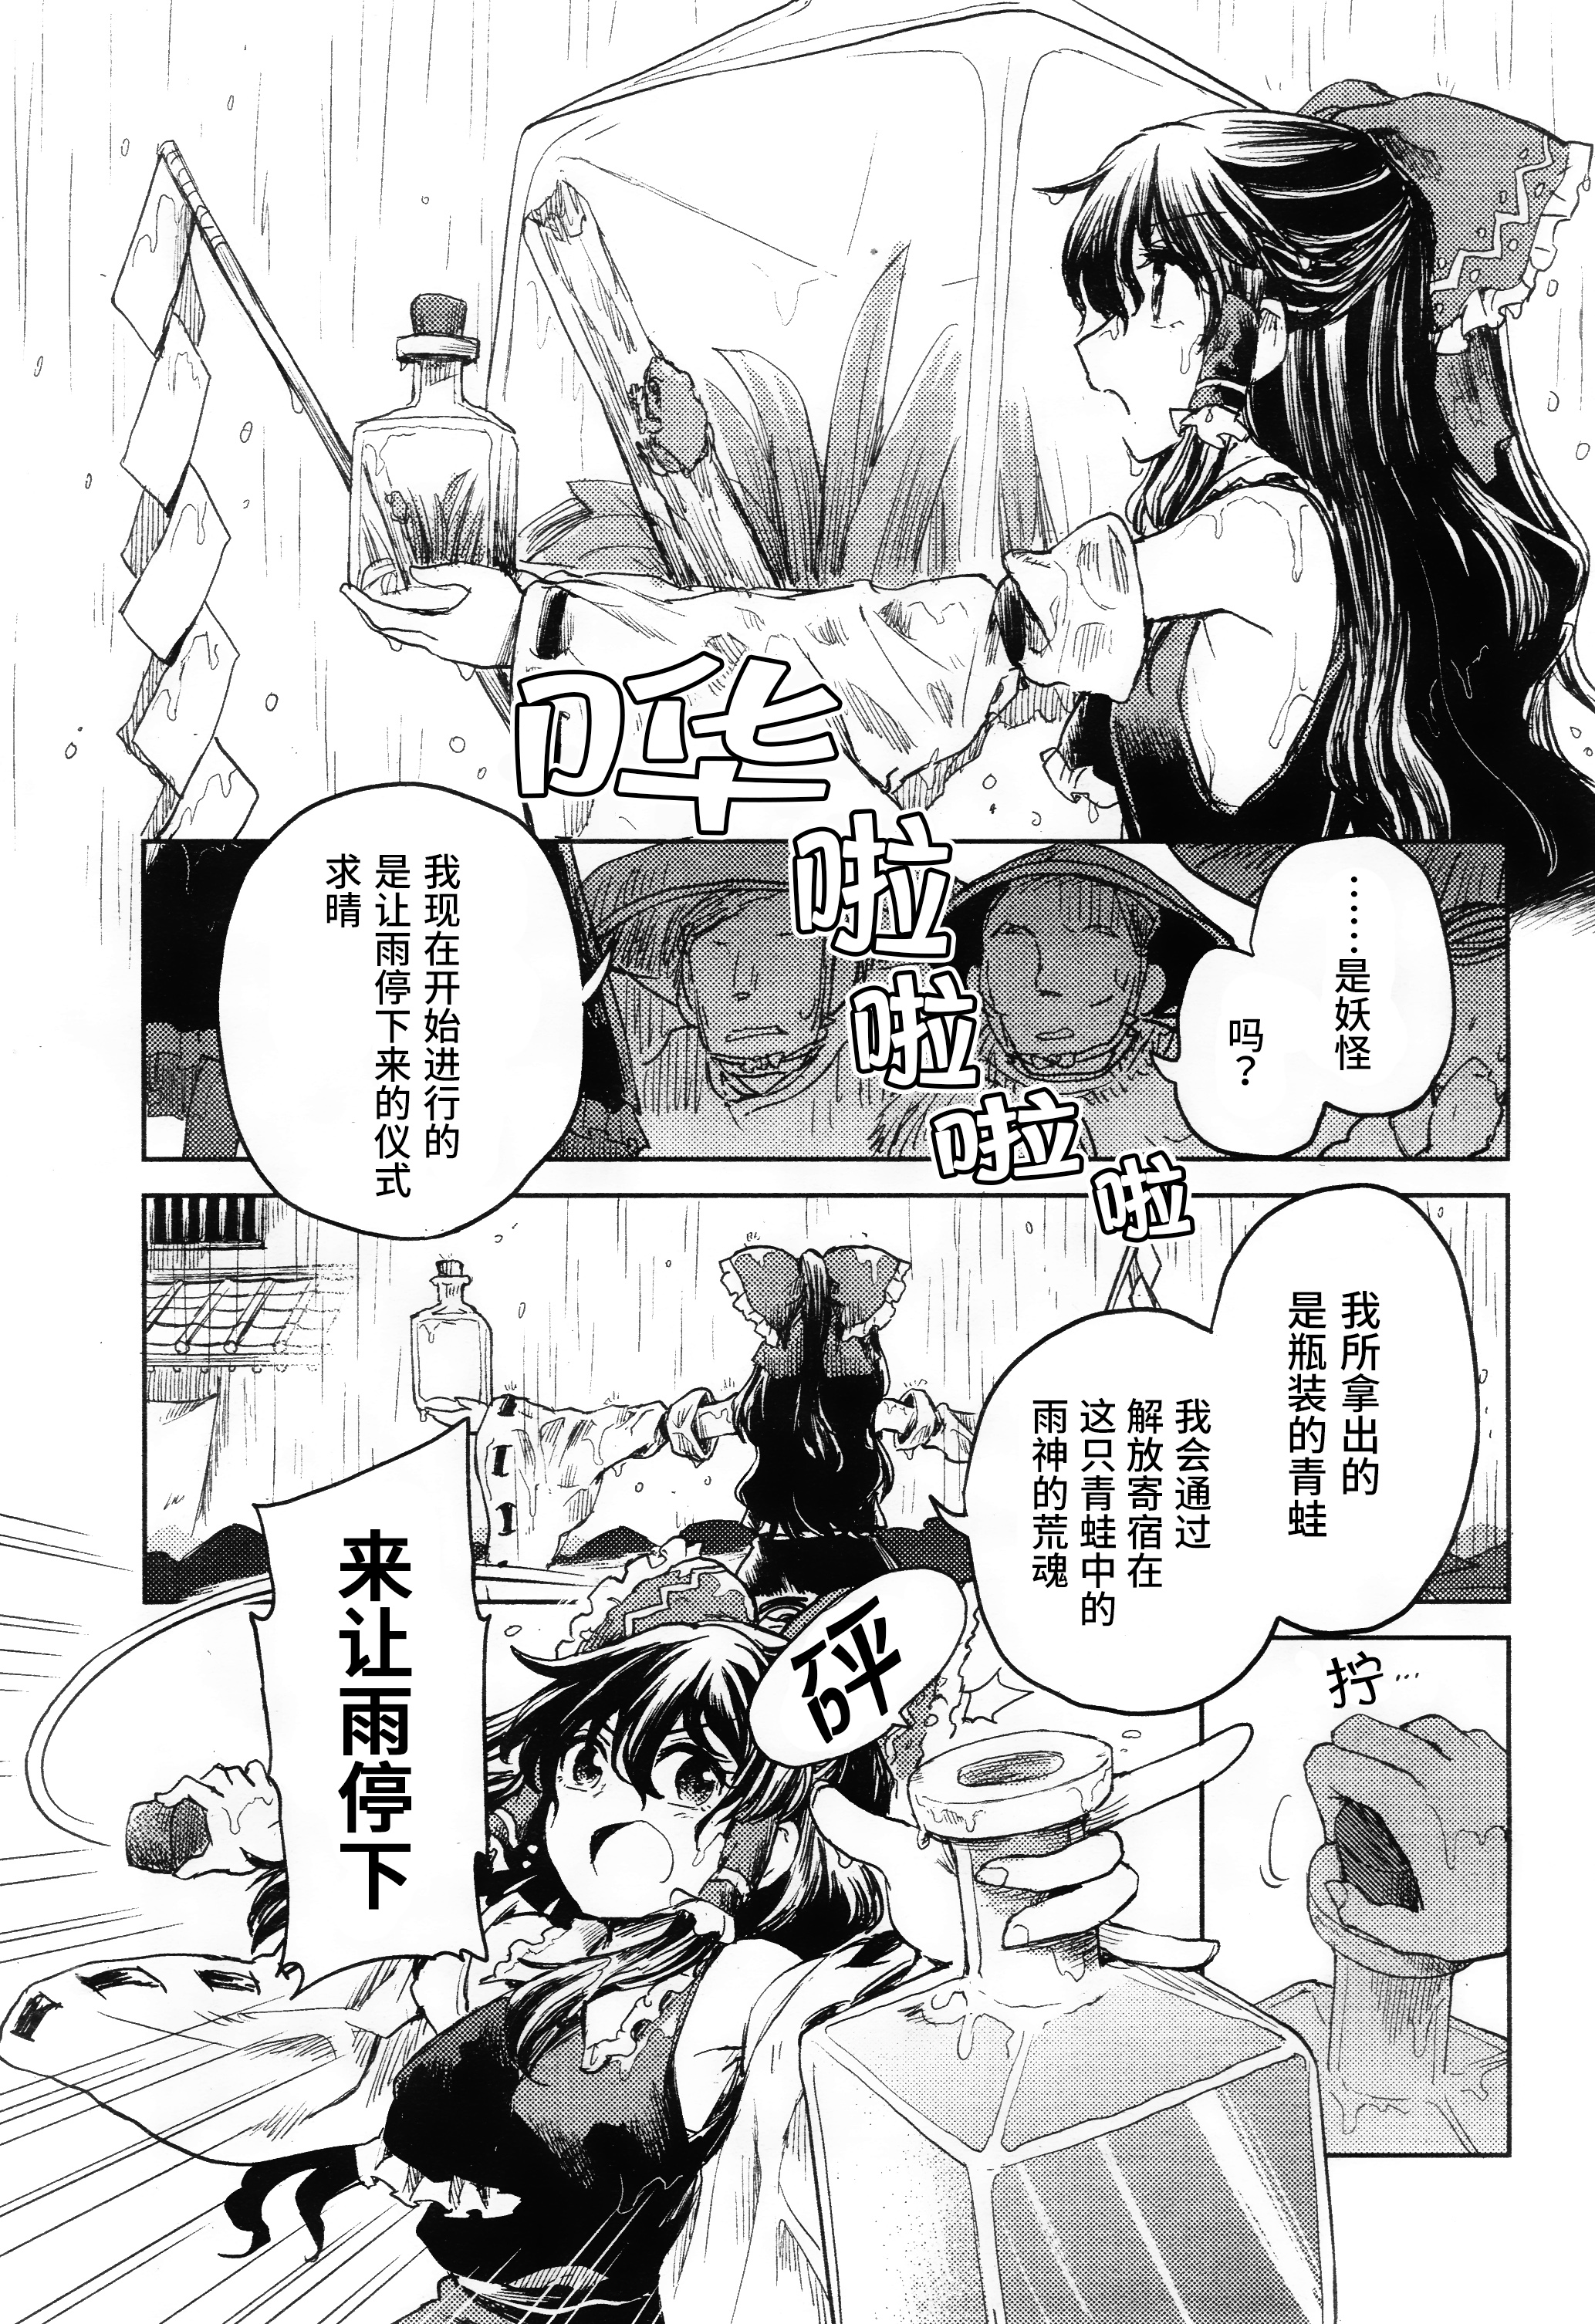 哗
啦
啦
啦
啦
……是妖怪
吗？
我现在开始进行的
是让雨停下来的仪式
求晴
我所拿出的
是瓶装的青蛙
我会通过
解放寄宿在
这只青蛙中的
雨神的荒魂
拧…
砰
来让雨停下